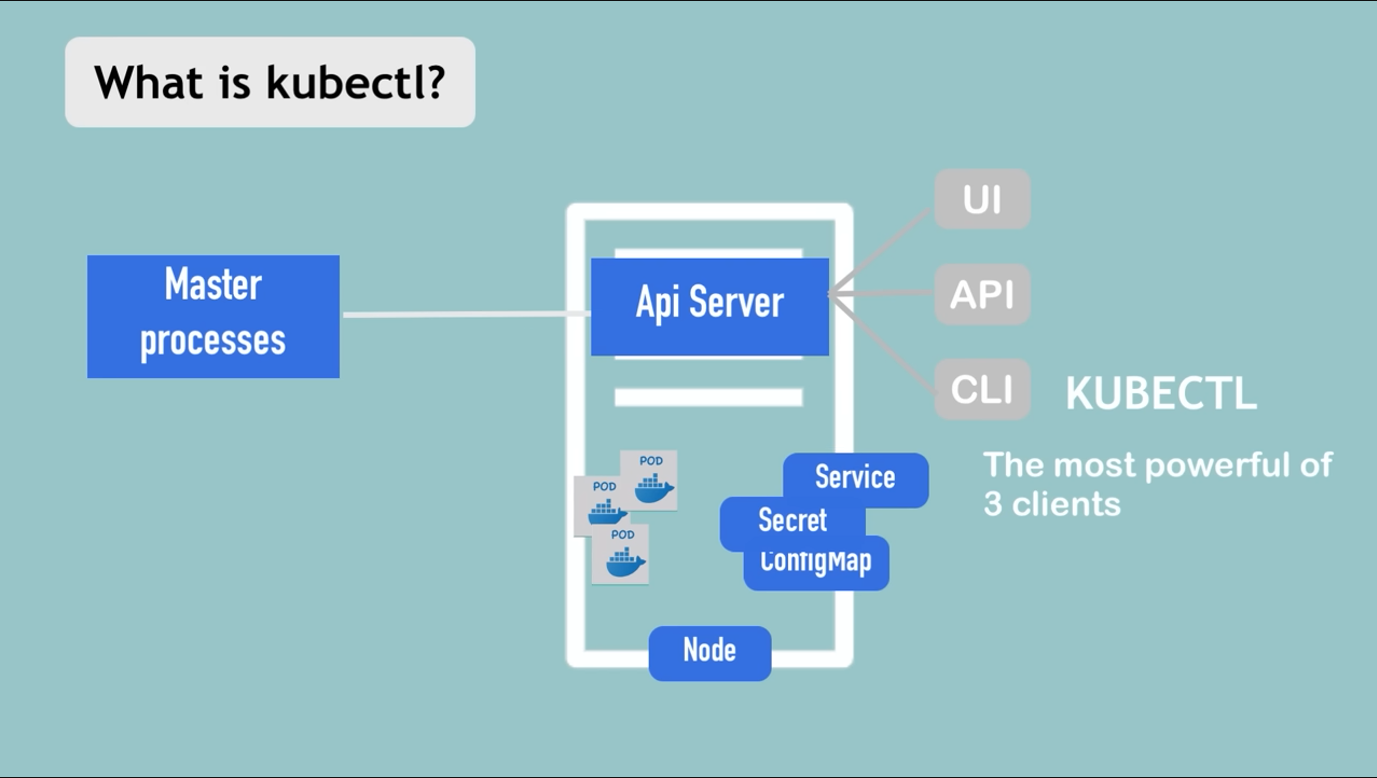 What is kubectl?
UI
Master
processes
Api Server
API
CLI
KUBECTL
The most powerful of
3 clients
POD
POD
POD
Service
Secret
ConfigMap
Node